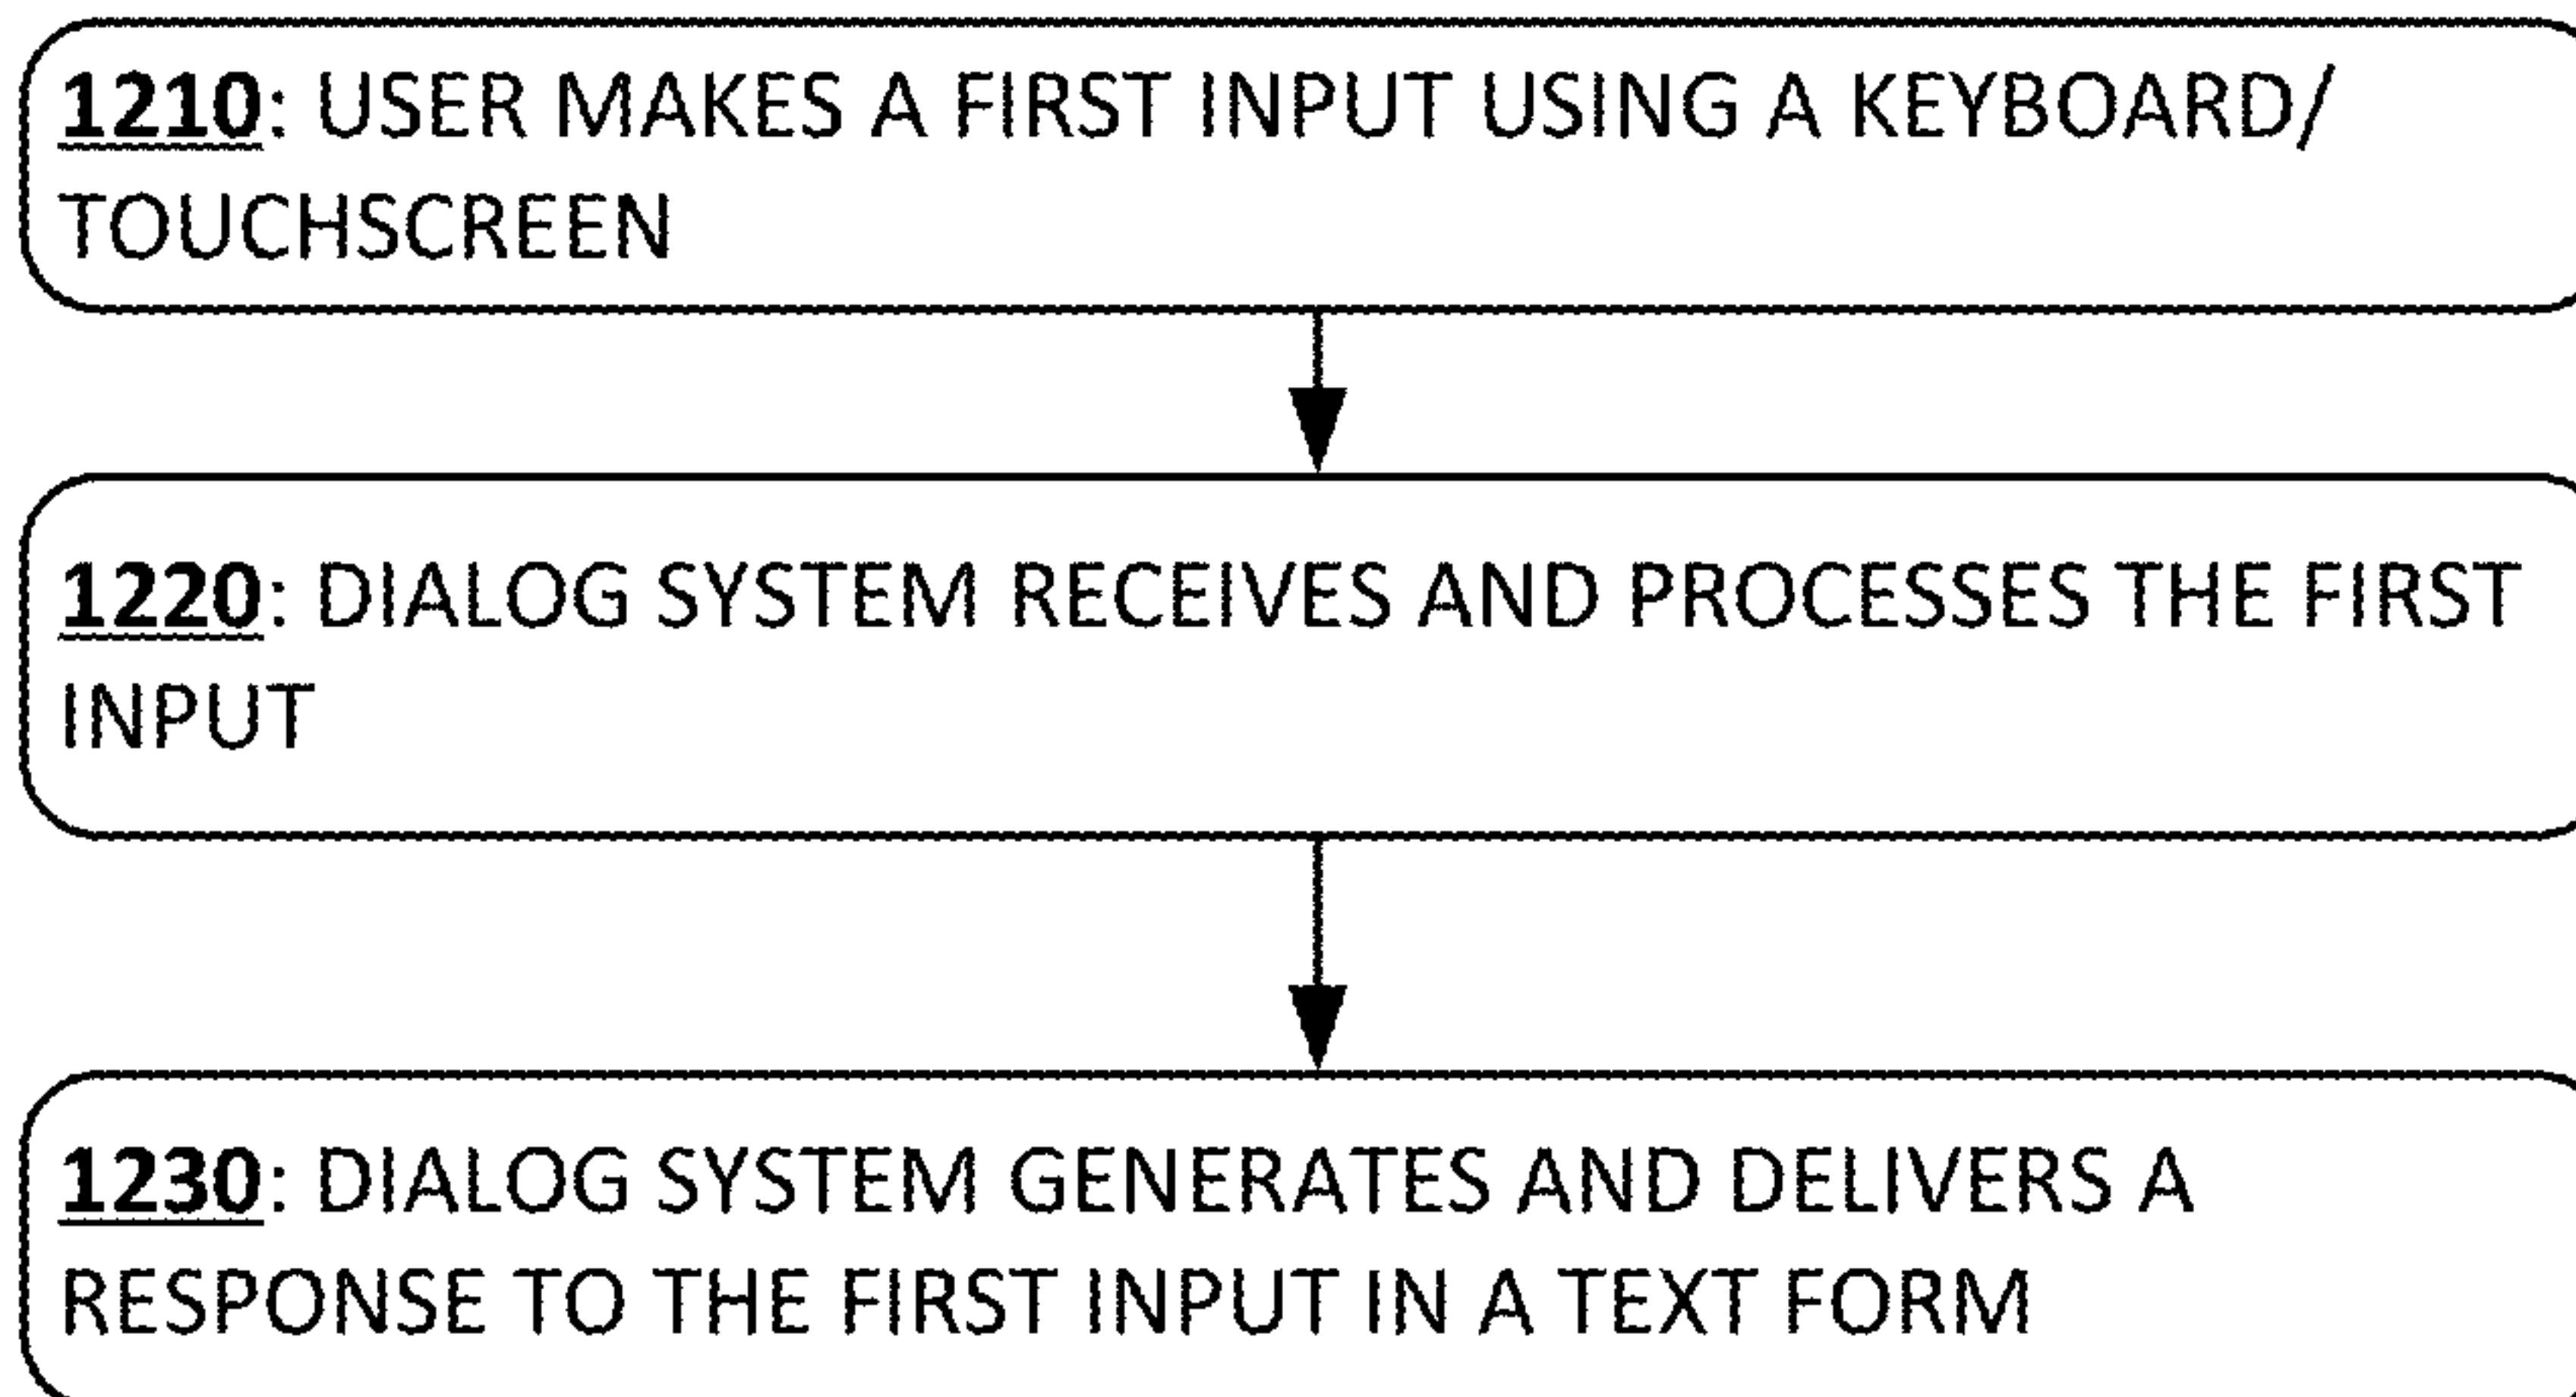 1210: USER MAKES A FIRST INPUT USING A KEYBOARD/
TOUCHSCREEN
1220: DIALOG SYSTEM RECEIVES AND PROCESSES THE FIRST
INPUT
1230: DIALOG SYSTEM GENERATES AND DELIVERS A
RESPONSE TO THE FIRST INPUT IN A TEXT FORM